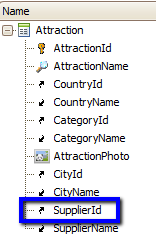 Name
Attraction
AttractionId
AttractionName
CountryId
CountryName
CategoryId
CategoryName
AttractionPhoto
CityId
CityName
SupplierId
SupplierName